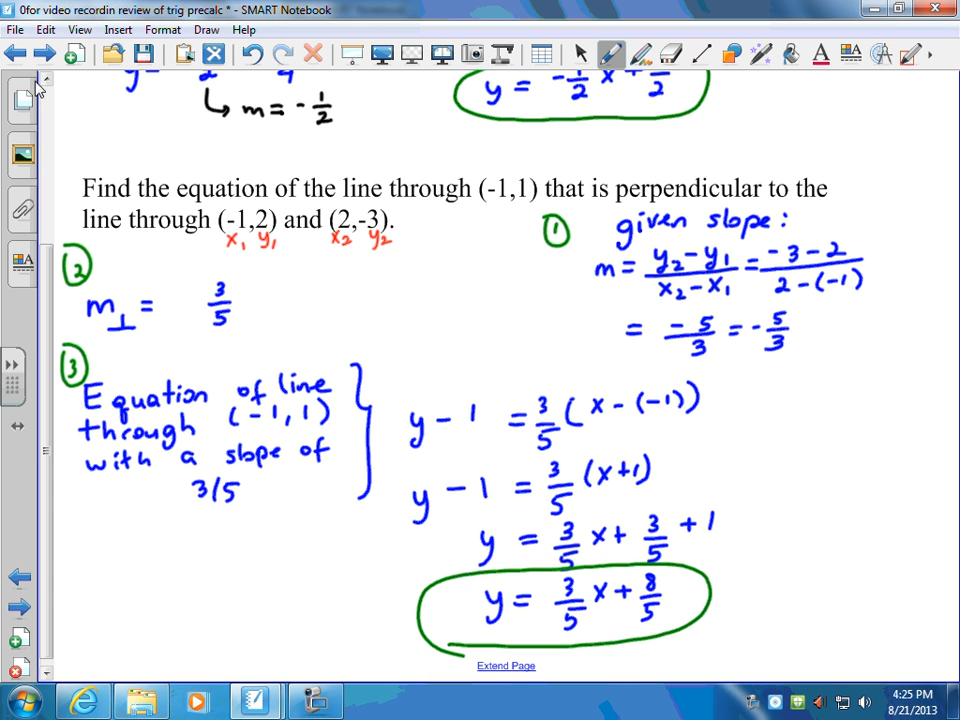 0for video recordin review of trig precalc * - SMART Notebook
File Edit View Insert Format Draw Help
↳ m = - 1/2
y = -1/2 x + /2
Find the equation of the line through (-1,1) that is perpendicular to the
line through (-1,2) and (2,-3).
x₁ y₁ x₂ y₂
① given slope:
m = (y₂ - y₁)/(x₂ - x₁) = (-3 - 2)/(2 - (-1))
= -5/3 = -5/3
②
m⊥ = 3/5
③
Equation of line
through (-1, 1)
with a slope of
3/5
y - 1 = 3/5 (x - (-1))
y - 1 = 3/5 (x+1)
y = 3/5 x + 3/5 + 1
y = 3/5 x + 8/5
Extend Page
4:25 PM
8/21/2013